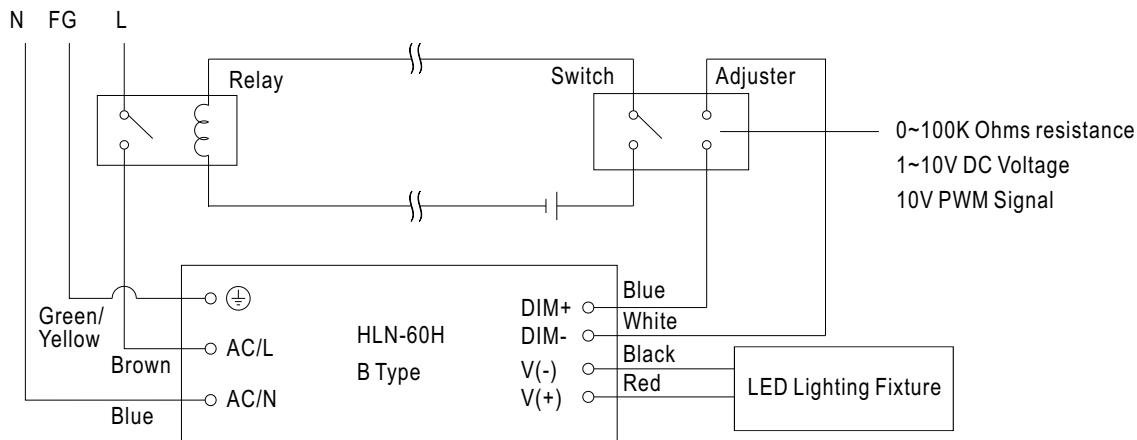 N FG L
Relay
Switch
Adjuster
0~100K Ohms resistance
1~10V DC Voltage
10V PWM Signal
Green/
Yellow
Brown
Blue
AC/L
AC/N
HLN-60H
B Type
DIM+
DIM-
V(-)
V(+)
Blue
White
Black
Red
LED Lighting Fixture